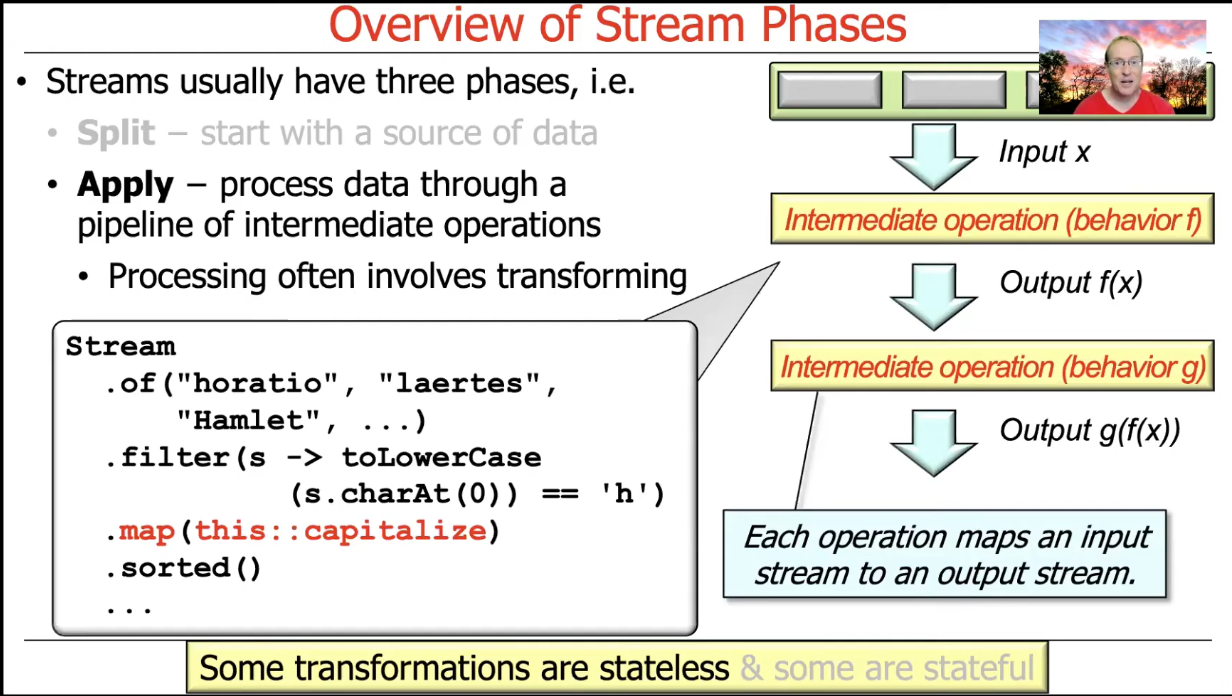 Overview of Stream Phases
• Streams usually have three phases, i.e.
• Split – start with a source of data
• Apply – process data through a
pipeline of intermediate operations
• Processing often involves transforming
Stream
.of("horatio", "laertes",
"Hamlet", ...)
.filter(s -> toLowerCase
(s.charAt(0)) == 'h')
.map(this::capitalize)
.sorted()
...
Input x
Intermediate operation (behavior f)
Output f(x)
Intermediate operation (behavior g)
Output g(f(x))
Each operation maps an input
stream to an output stream.
Some transformations are stateless & some are stateful